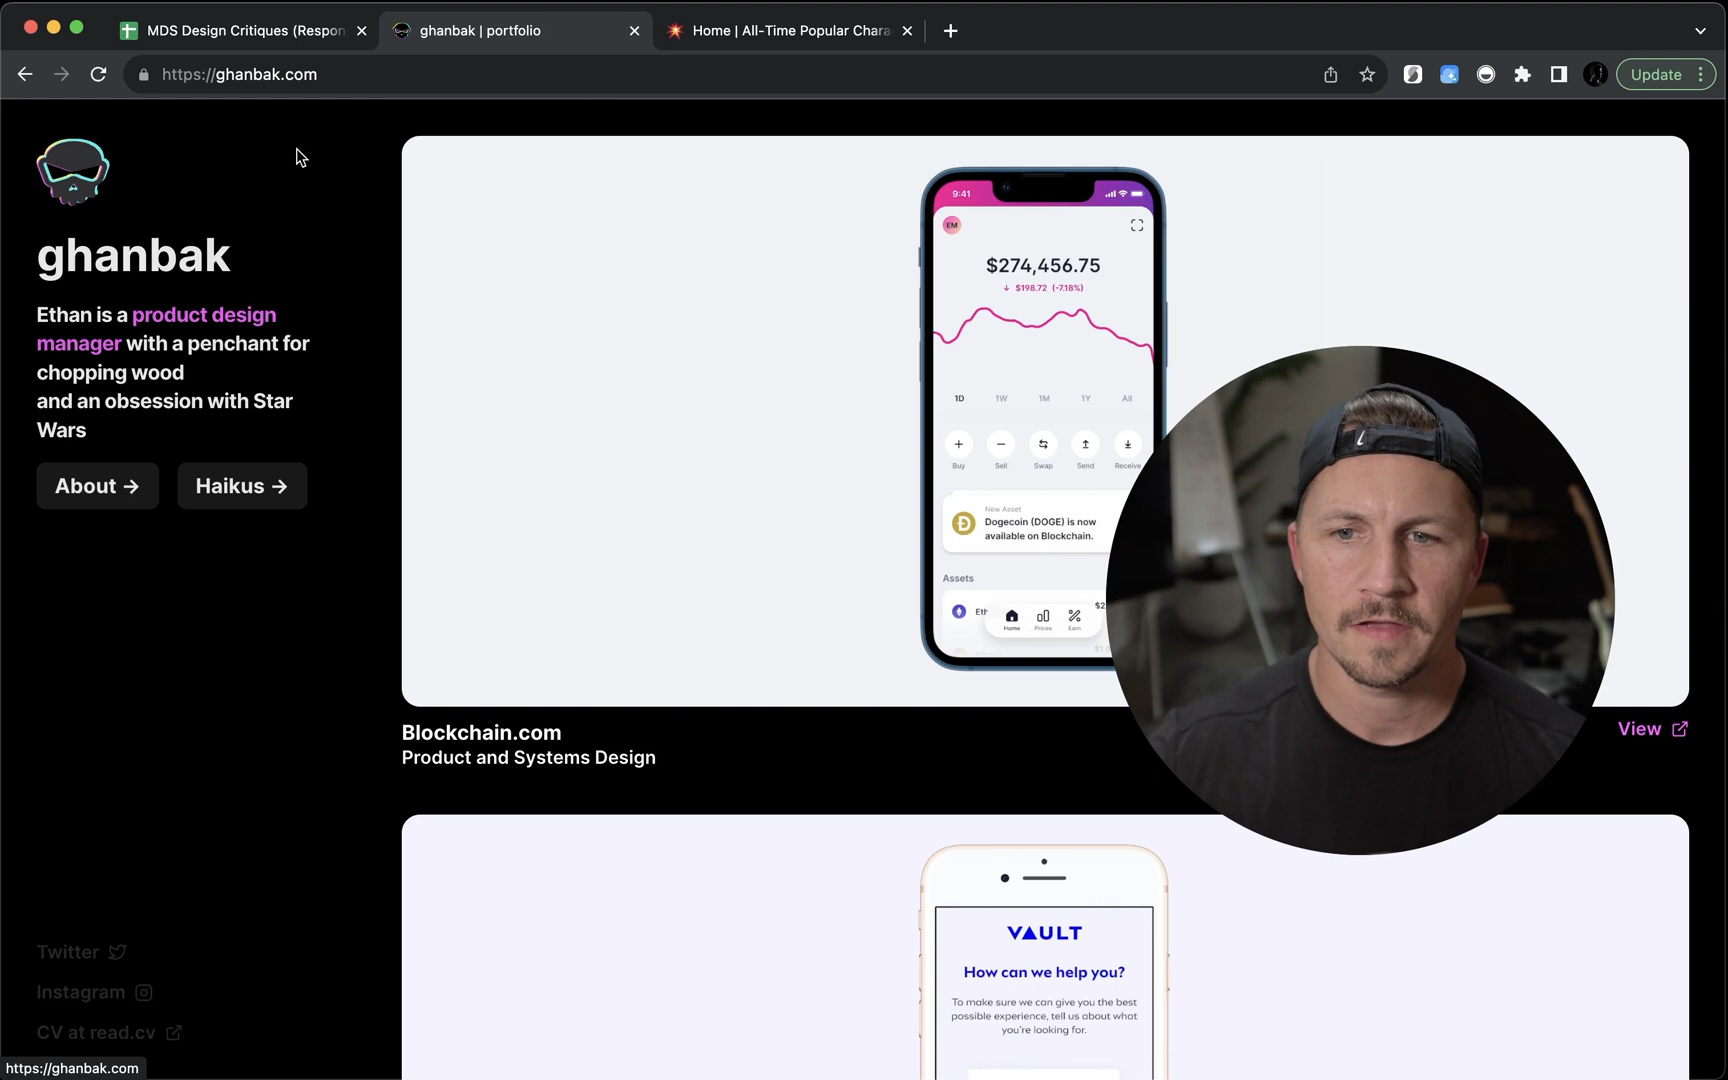 MDS Design Critiques (Respon
ghanbak | portfolio
Home | All-Time Popular Chara
https://ghanbak.com
Update
ghanbak
Ethan is a product design
manager with a penchant for
chopping wood
and an obsession with Star
Wars
About →
Haikus →
9:41
EM
$274,456.75
↓ $198.72 (-7.18%)
1D 1W 1M 1Y All
Buy Sell Swap Send Receive
New Asset
Dogecoin (DOGE) is now
available on Blockchain.
Assets
Eth
$2
Home Prices Earn
$1.6
Blockchain.com
Product and Systems Design
View
VAULT
How can we help you?
To make sure we can give you the best
possible experience, tell us about what
you're looking for.
Twitter
Instagram
CV at read.cv
https://ghanbak.com